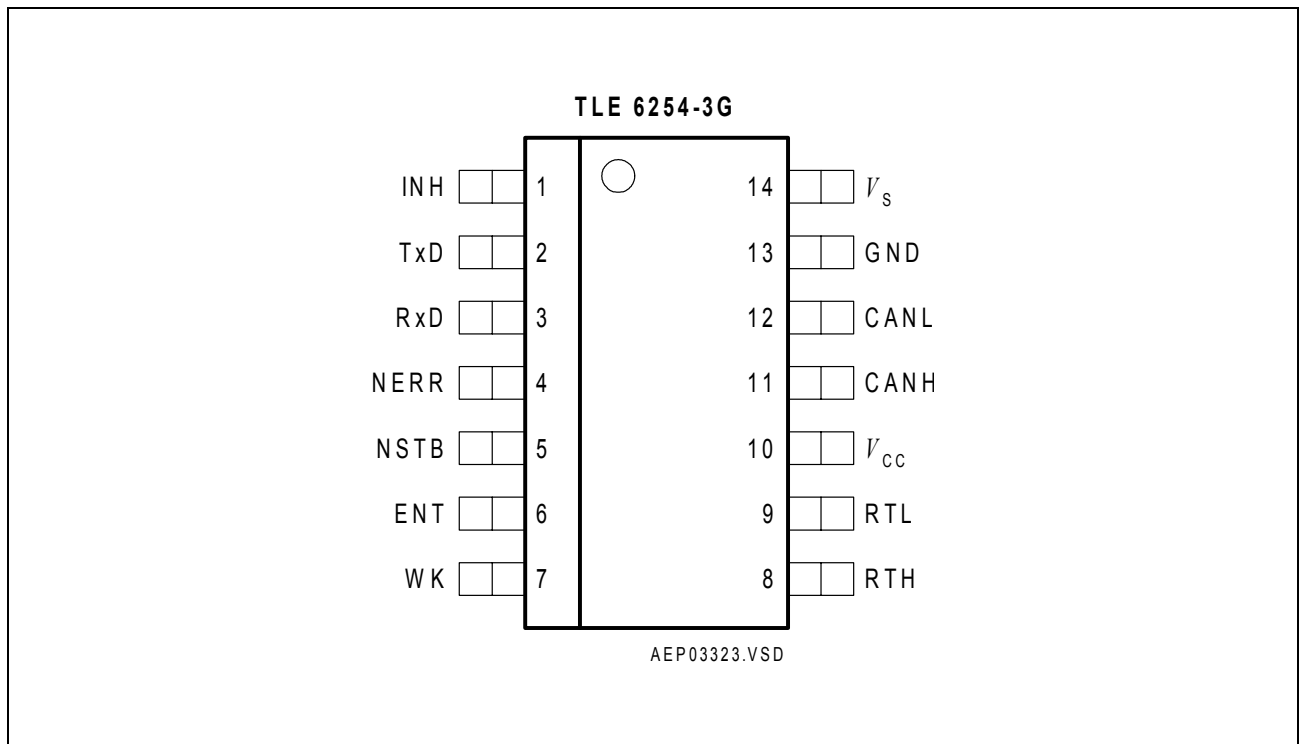 TLE 6254-3G
INH 1 14 VS
TxD 2 13 GND
RxD 3 12 CANL
NERR 4 11 CANH
NSTB 5 10 VCC
ENT 6 9 RTL
WK 7 8 RTH
AEP03323.VSD